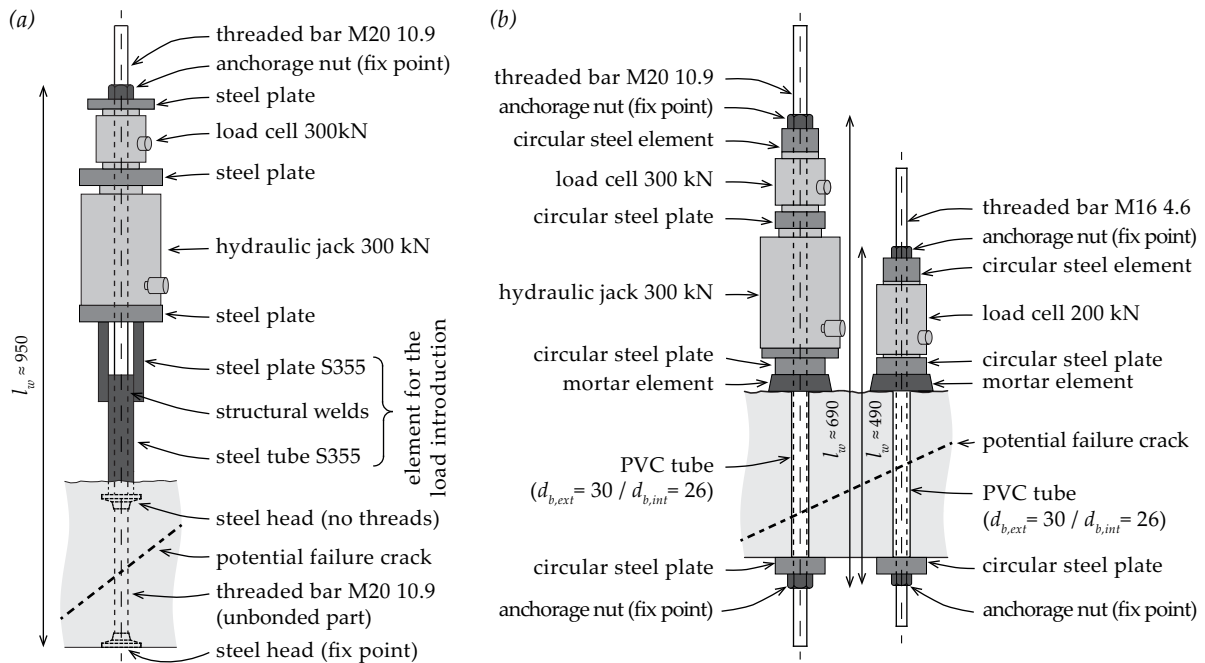 (a)
threaded bar M20 10.9
anchorage nut (fix point)
steel plate
load cell 300kN
steel plate
hydraulic jack 300 kN
steel plate
steel plate S355
structural welds
steel tube S355
element for the
load introduction
steel head (no threads)
potential failure crack
threaded bar M20 10.9
(unbonded part)
steel head (fix point)
l_w ≈ 950
(b)
threaded bar M20 10.9
anchorage nut (fix point)
circular steel element
load cell 300 kN
circular steel plate
hydraulic jack 300 kN
circular steel plate
mortar element
PVC tube
(d_b,ext = 30 / d_b,int = 26)
circular steel plate
anchorage nut (fix point)
l_w ≈ 690
l_w ≈ 490
threaded bar M16 4.6
anchorage nut (fix point)
circular steel element
load cell 200 kN
circular steel plate
mortar element
potential failure crack
PVC tube
(d_b,ext = 30 / d_b,int = 26)
circular steel plate
anchorage nut (fix point)